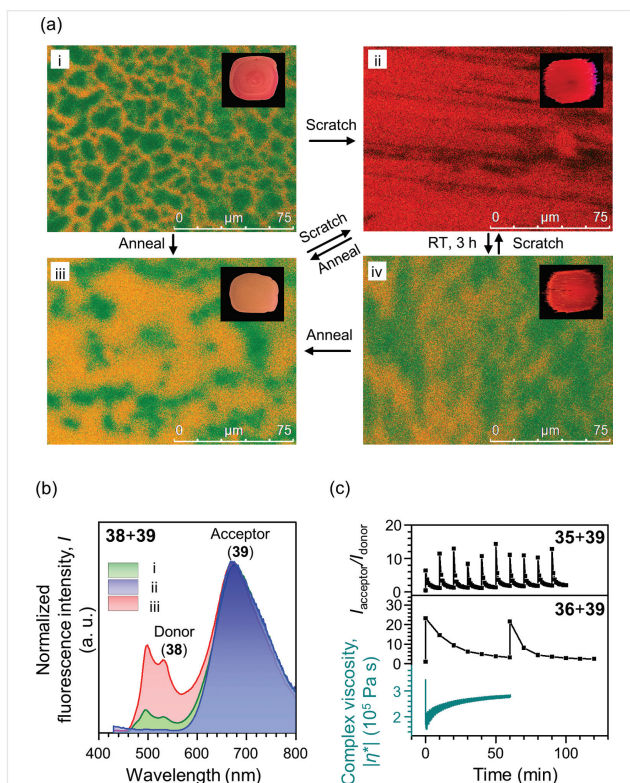 (a)
i
ii
Scratch
0 µm 75
0 µm 75
Anneal
Scratch
Anneal
RT, 3 h
Scratch
iii
iv
Anneal
0 µm 75
0 µm 75
(b)
38+39
Acceptor
(39)
i
ii
iii
Donor
(38)
Normalized
fluorescence intensity, I
(a. u.)
400 500 600 700 800
Wavelength (nm)
(c)
35+39
20
10
0
Iacceptor/Idonor
36+39
30
20
10
0
Complex viscosity,
|η*| (10⁵ Pa s)
3
2
0 50 100
Time (min)